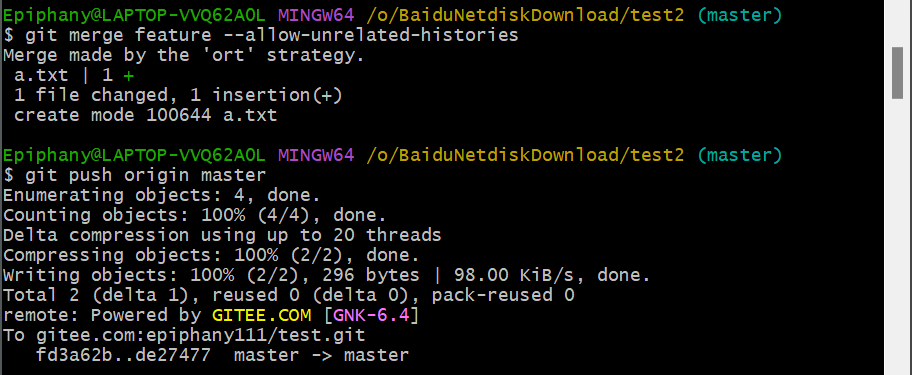 Epiphany@LAPTOP-VVQ62AOL MINGW64 /o/BaiduNetdiskDownload/test2 (master)
$ git merge feature --allow-unrelated-histories
Merge made by the 'ort' strategy.
 a.txt | 1 +
 1 file changed, 1 insertion(+)
 create mode 100644 a.txt

Epiphany@LAPTOP-VVQ62AOL MINGW64 /o/BaiduNetdiskDownload/test2 (master)
$ git push origin master
Enumerating objects: 4, done.
Counting objects: 100% (4/4), done.
Delta compression using up to 20 threads
Compressing objects: 100% (2/2), done.
Writing objects: 100% (2/2), 296 bytes | 98.00 KiB/s, done.
Total 2 (delta 1), reused 0 (delta 0), pack-reused 0
remote: Powered by GITEE.COM [GNK-6.4]
To gitee.com:epiphany111/test.git
   fd3a62b..de27477  master -> master